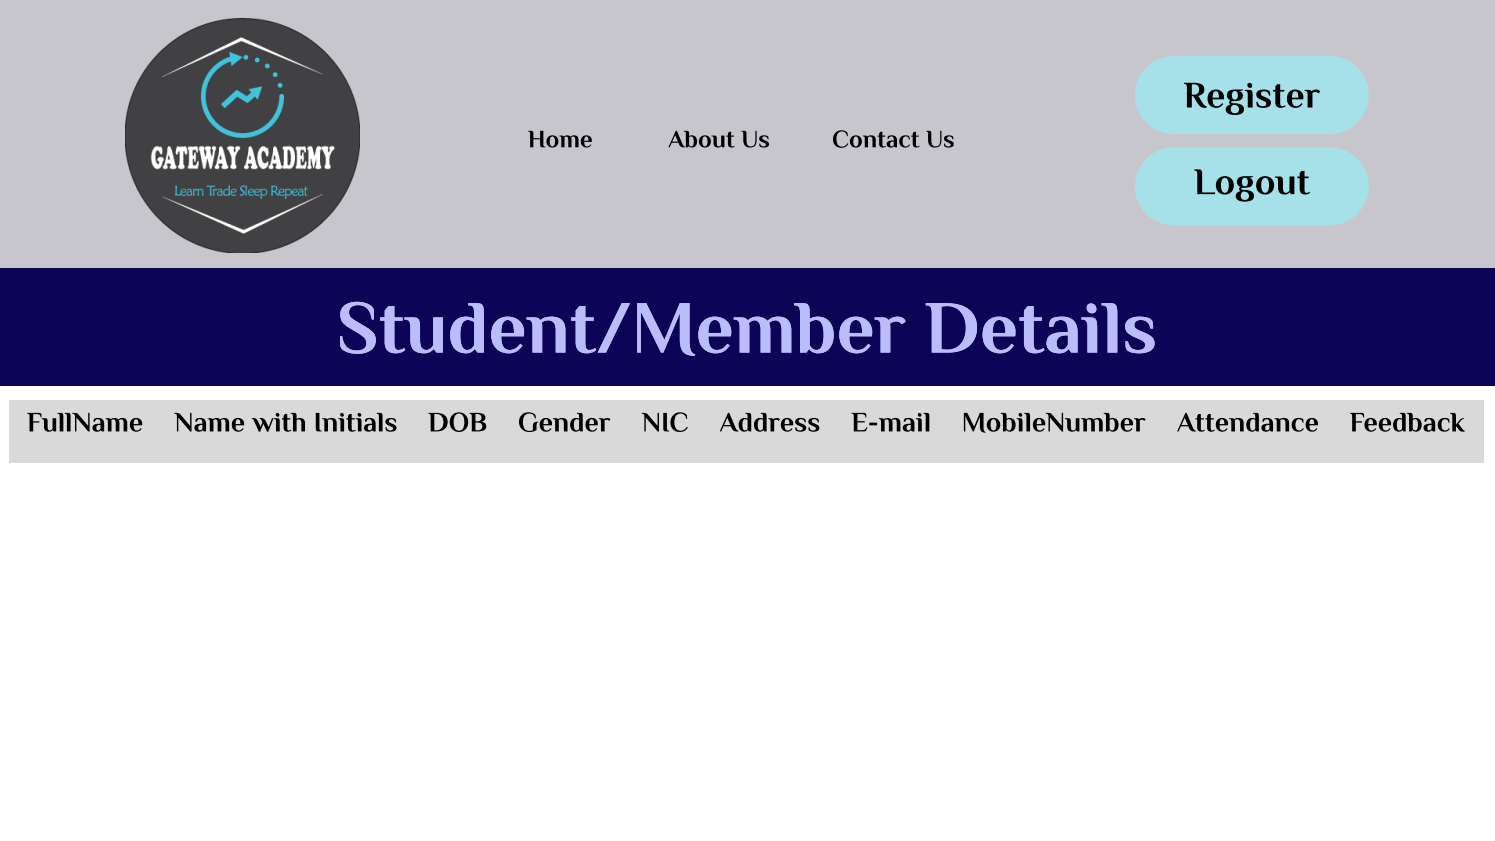 GATEWAY ACADEMY
Learn Trade Sleep Repeat
Home About Us Contact Us
Register
Logout
Student/Member Details
FullName Name with Initials DOB Gender NIC Address E-mail MobileNumber Attendance Feedback